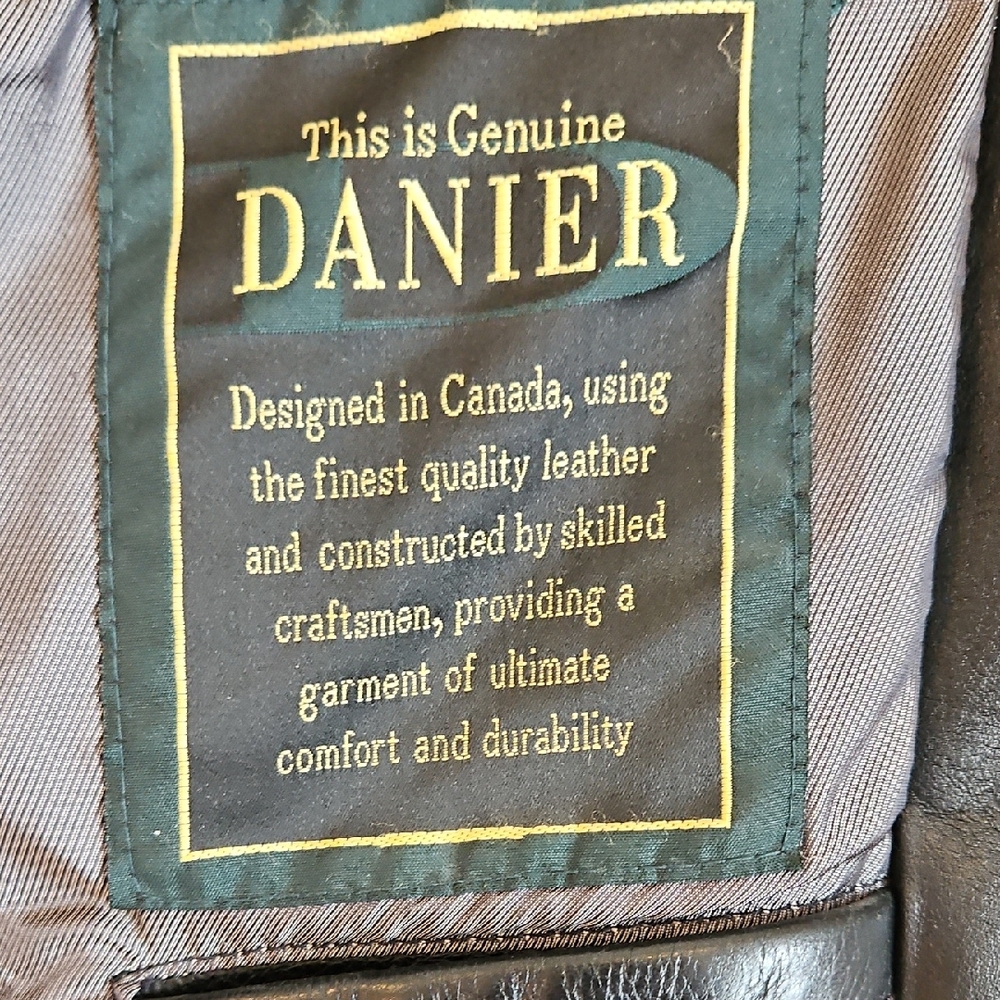 This is Genuine
DANIER
Designed in Canada, using
the finest quality leather
and constructed by skilled
craftsmen, providing a
garment of ultimate
comfort and durability